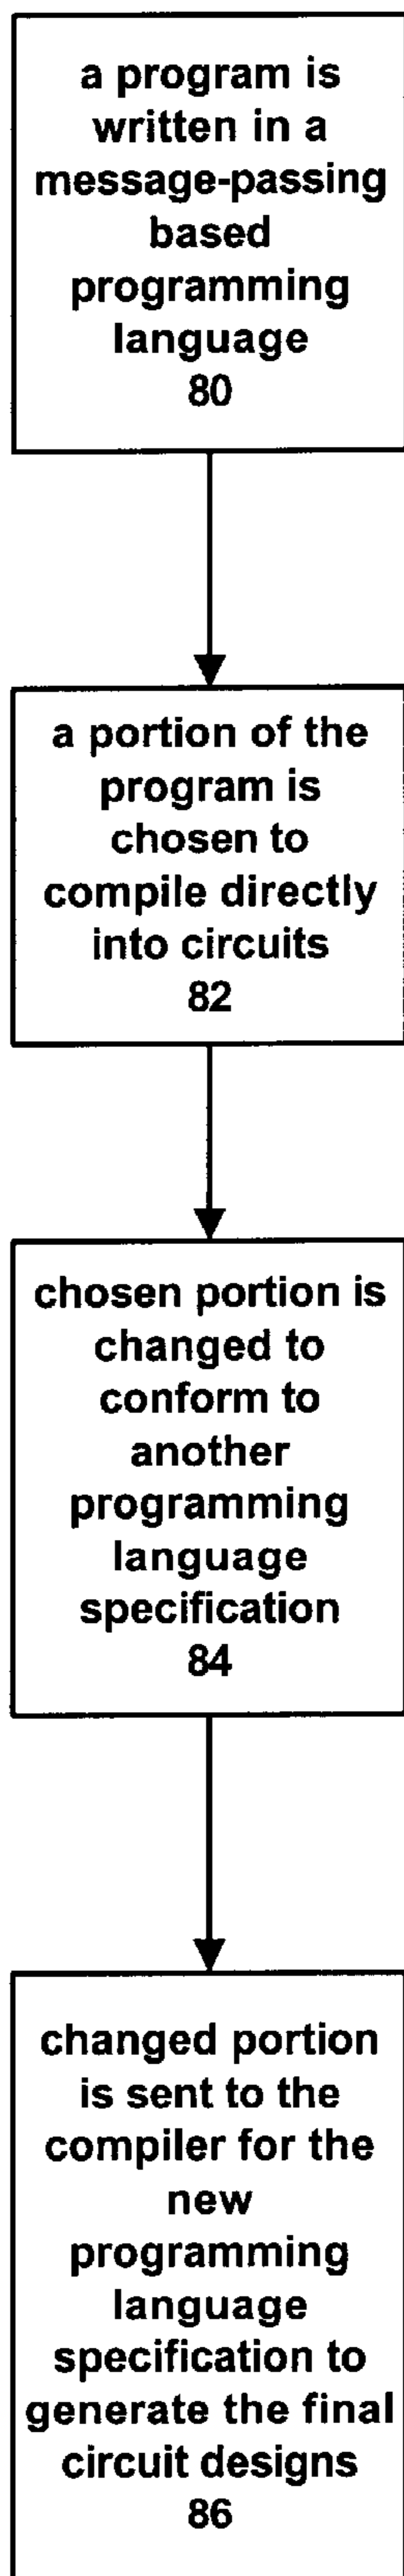 a program is
written in a
message-passing
based
programming
language
80
a portion of the
program is
chosen to
compile directly
into circuits
82
chosen portion is
changed to
conform to
another
programming
language
specification
84
changed portion
is sent to the
compiler for the
new
programming
language
specification to
generate the final
circuit designs
86